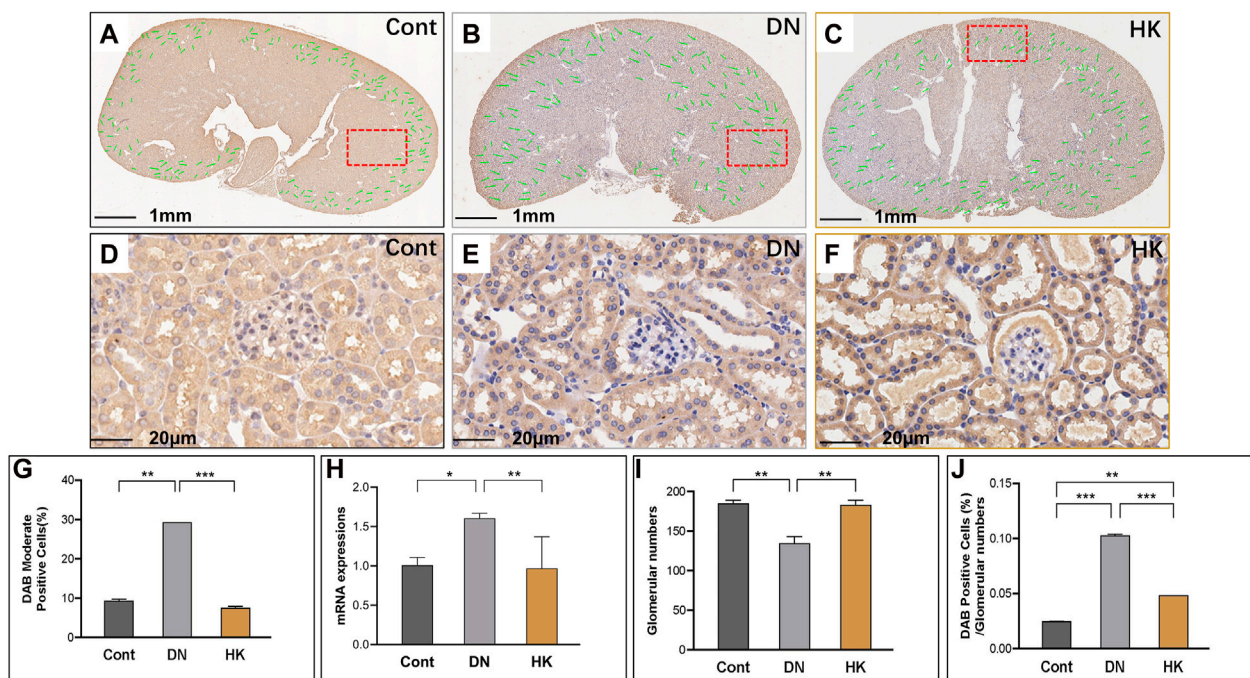 A
Cont
B
DN
C
HK
1mm
1mm
1mm
D
Cont
E
DN
F
HK
20μm
20μm
20μm
G
DAB Moderate
Positive Cells(%)
40
30
20
10
0
**
***
Cont
DN
HK
H
mRNA expressions
2.0
1.5
1.0
0.5
0.0
*
**
Cont
DN
HK
I
Glomerular numbers
200
150
100
50
0
**
**
Cont
DN
HK
J
DAB Positive Cells (%)
/Glomerular numbers
0.15
0.10
0.05
0.00
**
***
***
Cont
DN
HK